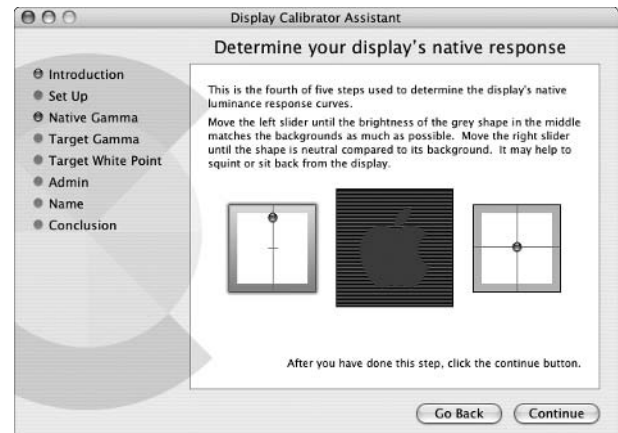 Display Calibrator Assistant
Determine your display's native response
Introduction
Set Up
Native Gamma
Target Gamma
Target White Point
Admin
Name
Conclusion
This is the fourth of five steps used to determine the display's native
luminance response curves.
Move the left slider until the brightness of the grey shape in the middle
matches the backgrounds as much as possible. Move the right slider
until the shape is neutral compared to its background. It may help to
squint or sit back from the display.
After you have done this step, click the continue button.
Go Back
Continue